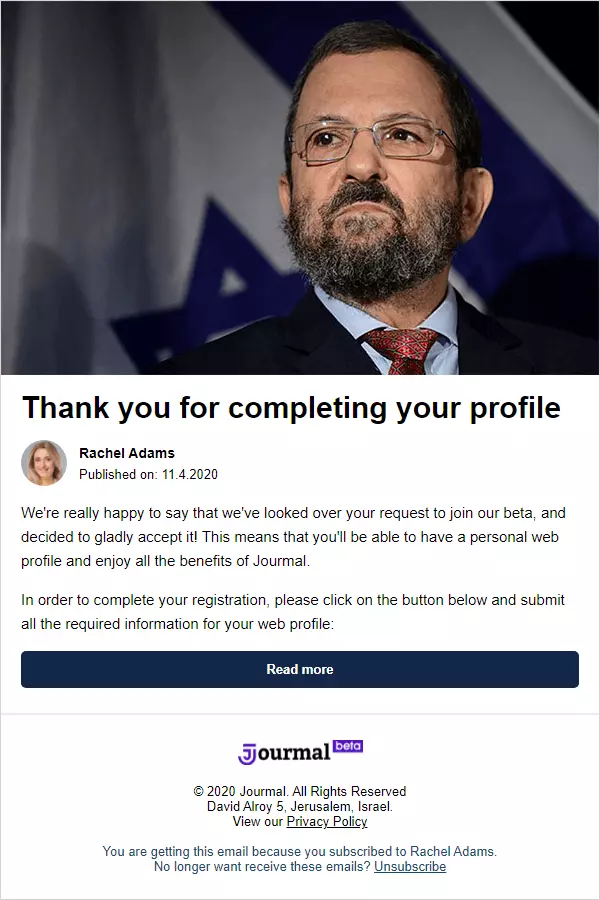 Thank you for completing your profile
Rachel Adams
Published on: 11.4.2020
We're really happy to say that we've looked over your request to join our beta, and
decided to gladly accept it! This means that you'll be able to have a personal web
profile and enjoy all the benefits of Jourmal.
In order to complete your registration, please click on the button below and submit
all the required information for your web profile:
Read more
Jourmal beta
© 2020 Jourmal. All Rights Reserved
David Alroy 5, Jerusalem, Israel.
View our Privacy Policy
You are getting this email because you subscribed to Rachel Adams.
No longer want receive these emails? Unsubscribe